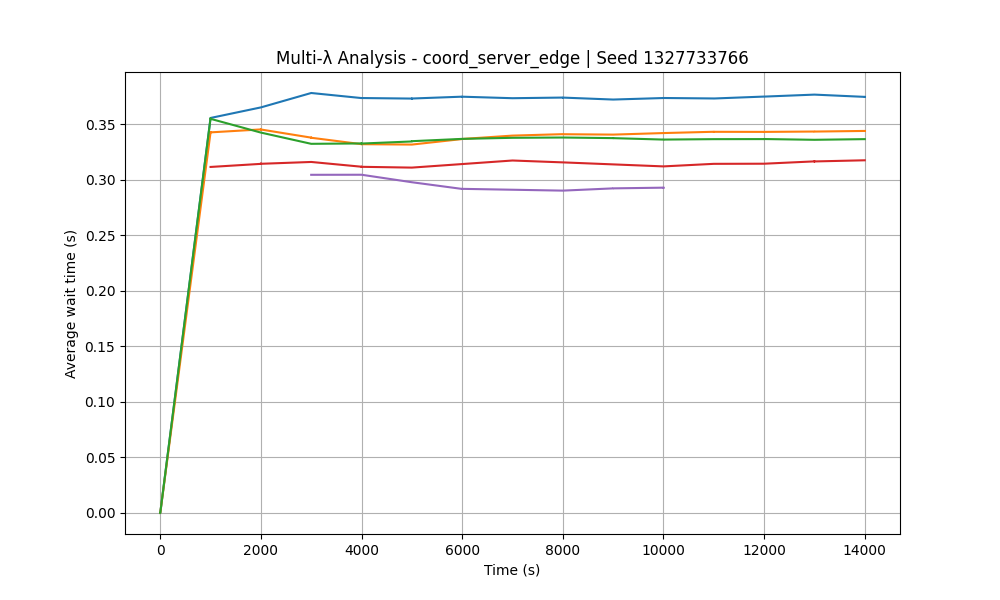 Multi-λ Analysis - coord_server_edge | Seed 1327733766
Average wait time (s)
0.35
0.30
0.25
0.20
0.15
0.10
0.05
0.00
0 2000 4000 6000 8000 10000 12000 14000
Time (s)